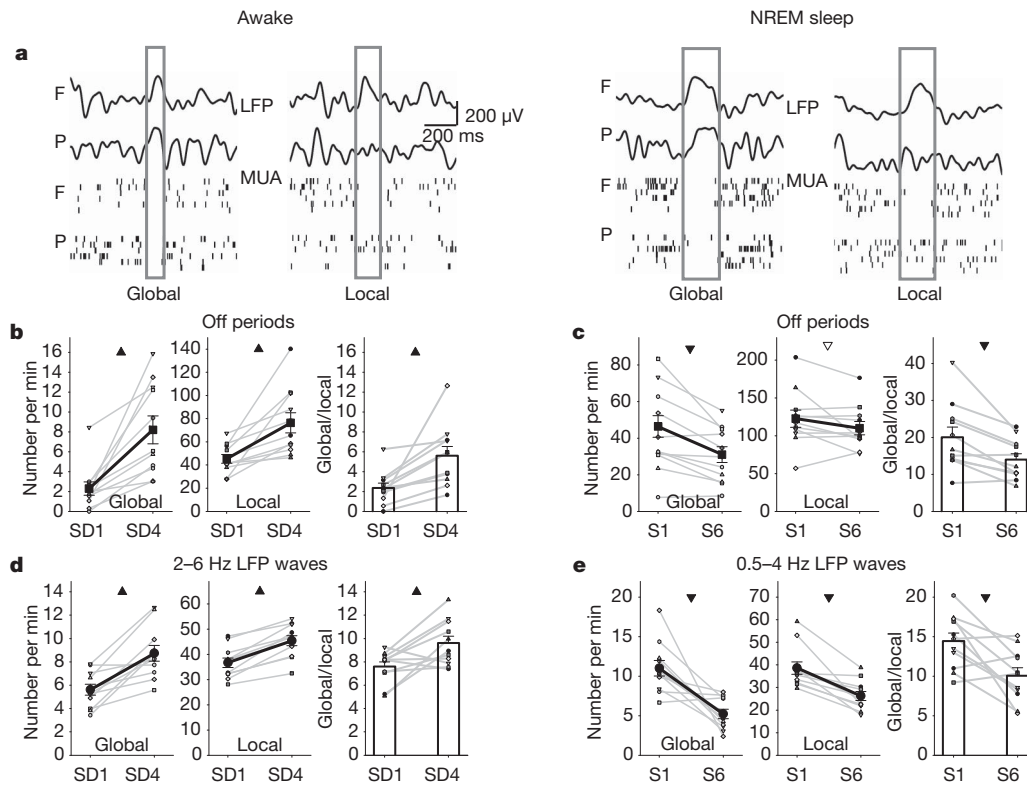 Awake
NREM sleep
a
F
P
F
P
LFP
MUA
200 μV
200 ms
Global
Local
F
P
F
P
LFP
MUA
Global
Local
b
Off periods
Number per min
16
14
12
10
8
6
4
2
0
Global
SD1
SD4
140
120
100
80
60
40
20
0
Local
SD1
SD4
Global/local
16
14
12
10
8
6
4
2
0
SD1
SD4
c
Off periods
Number per min
80
60
40
20
0
Global
S1
S6
200
150
100
50
0
Local
S1
S6
Global/local
40
30
20
10
0
S1
S6
d
2–6 Hz LFP waves
Number per min
14
12
10
8
6
4
2
0
Global
SD1
SD4
60
50
40
30
20
10
0
Local
SD1
SD4
Global/local
14
12
10
8
6
4
2
0
SD1
SD4
e
0.5–4 Hz LFP waves
Number per min
20
15
10
5
0
Global
S1
S6
70
60
50
40
30
20
10
0
Local
S1
S6
Global/local
20
15
10
5
0
S1
S6